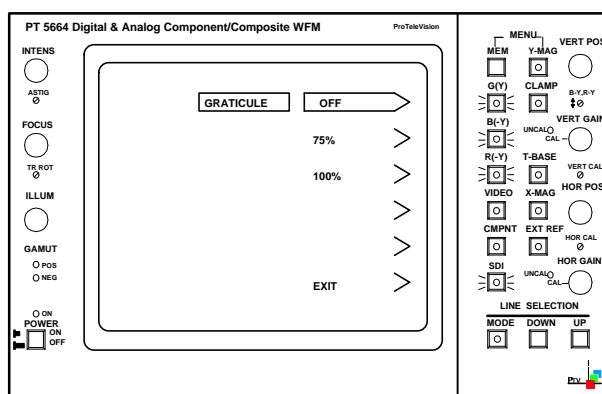 PT 5664 Digital & Analog Component/Composite WFM
ProTeleVision
INTENS
ASTIG
FOCUS
TR ROT
ILLUM
GAMUT
POS
NEG
ON
POWER
ON
OFF
GRATICULE OFF
75%
100%
EXIT
MENU
MEM Y-MAG
VERT POS
G(Y) CLAMP
B-Y,R-Y
B(-Y)
VERT GAIN
UNCAL
CAL
R(-Y) T-BASE
VERT CAL
VIDEO X-MAG
HOR POS
CMPNT EXT REF
HOR CAL
SDI
HOR GAIN
UNCAL
CAL
LINE SELECTION
MODE DOWN UP